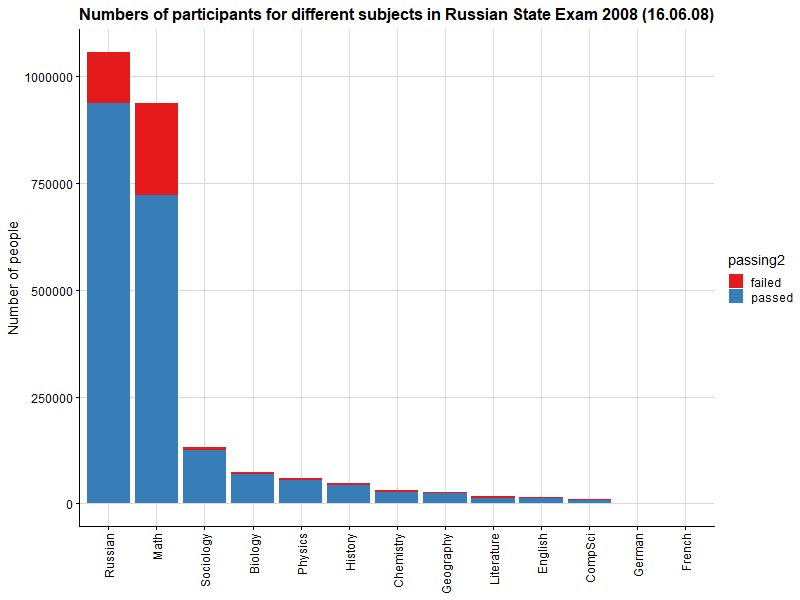 Numbers of participants for different subjects in Russian State Exam 2008 (16.06.08)
Number of people
1000000
750000
500000
250000
0
Russian
Math
Sociology
Biology
Physics
History
Chemistry
Geography
Literature
English
CompSci
German
French
passing2
failed
passed